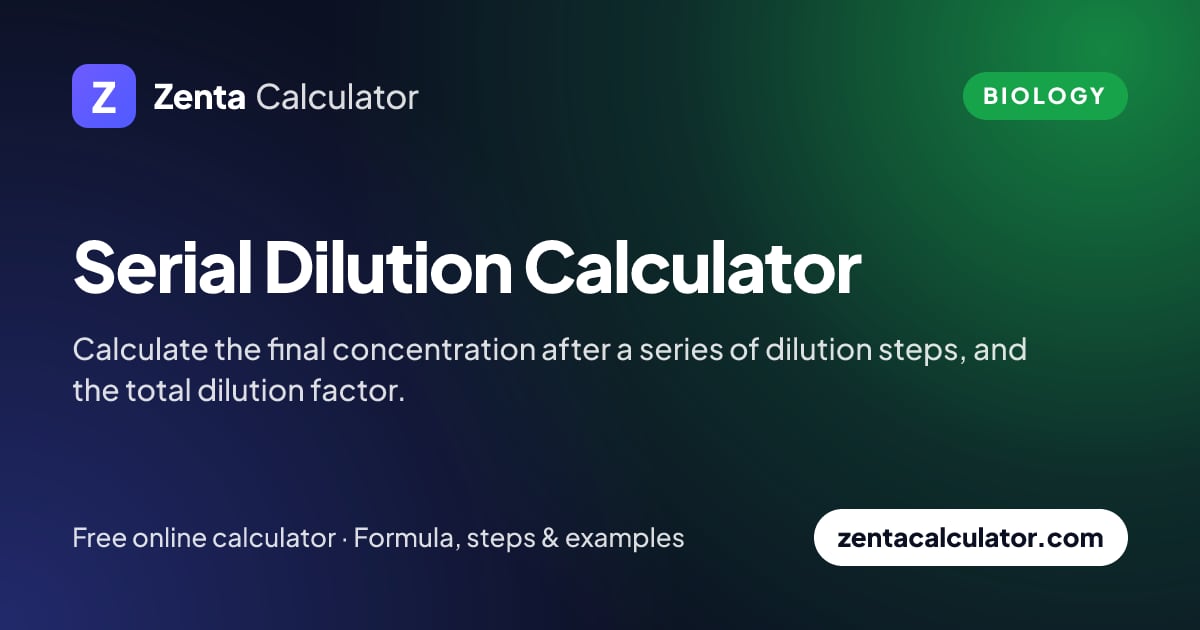 Z
Zenta Calculator
BIOLOGY
Serial Dilution Calculator
Calculate the final concentration after a series of dilution steps, and
the total dilution factor.
Free online calculator · Formula, steps & examples
zentacalculator.com